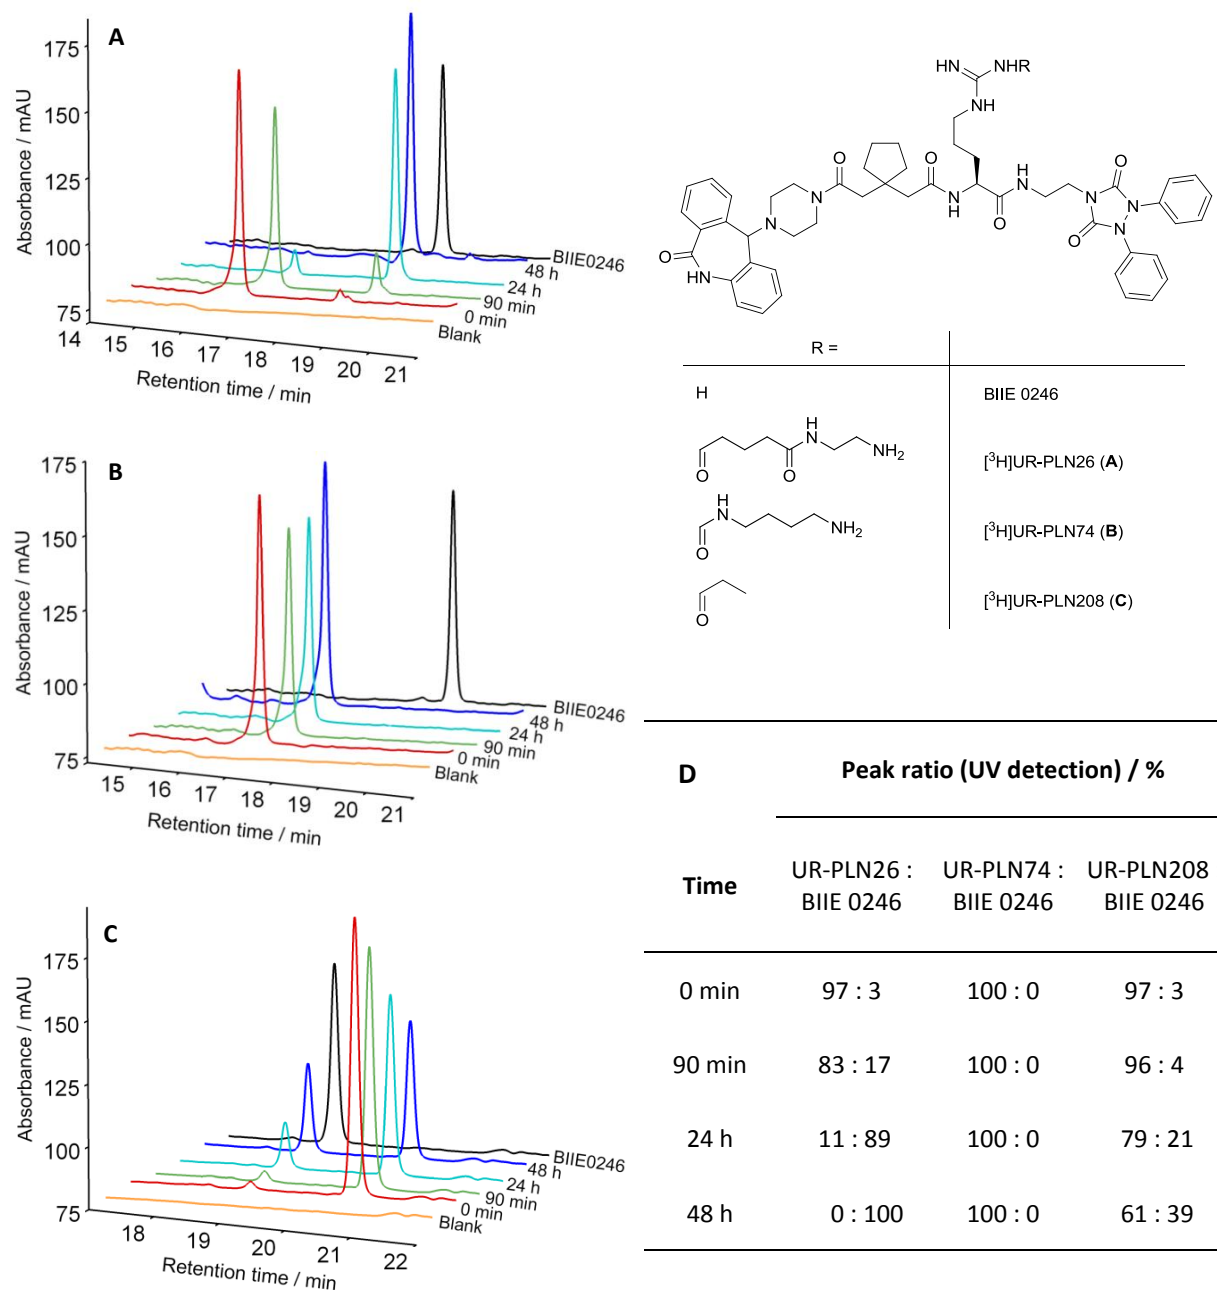 A
Absorbance / mAU
175
150
125
100
75
14
15
16
17
18
19
20
21
Retention time / min
BIIE0246
48 h
24 h
90 min
0 min
Blank
B
Absorbance / mAU
175
150
125
100
75
15
16
17
18
19
20
21
Retention time / min
BIIE0246
48 h
24 h
90 min
0 min
Blank
C
Absorbance / mAU
175
150
125
100
75
18
19
20
21
22
Retention time / min
BIIE0246
48 h
24 h
90 min
0 min
Blank
HN
NHR
NH
O
O
H
N
N
N
N
H
O
O
N
N
O
O
NH
R =
H
BIIE 0246
O
O
H
N
NH₂
[³H]UR-PLN26 (A)
H
N
O
NH₂
[³H]UR-PLN74 (B)
O
[³H]UR-PLN208 (C)
D
Peak ratio (UV detection) / %
Time
UR-PLN26 : UR-PLN74 : UR-PLN208
BIIE 0246 BIIE 0246 BIIE 0246
0 min 97 : 3 100 : 0 97 : 3
90 min 83 : 17 100 : 0 96 : 4
24 h 11 : 89 100 : 0 79 : 21
48 h 0 : 100 100 : 0 61 : 39